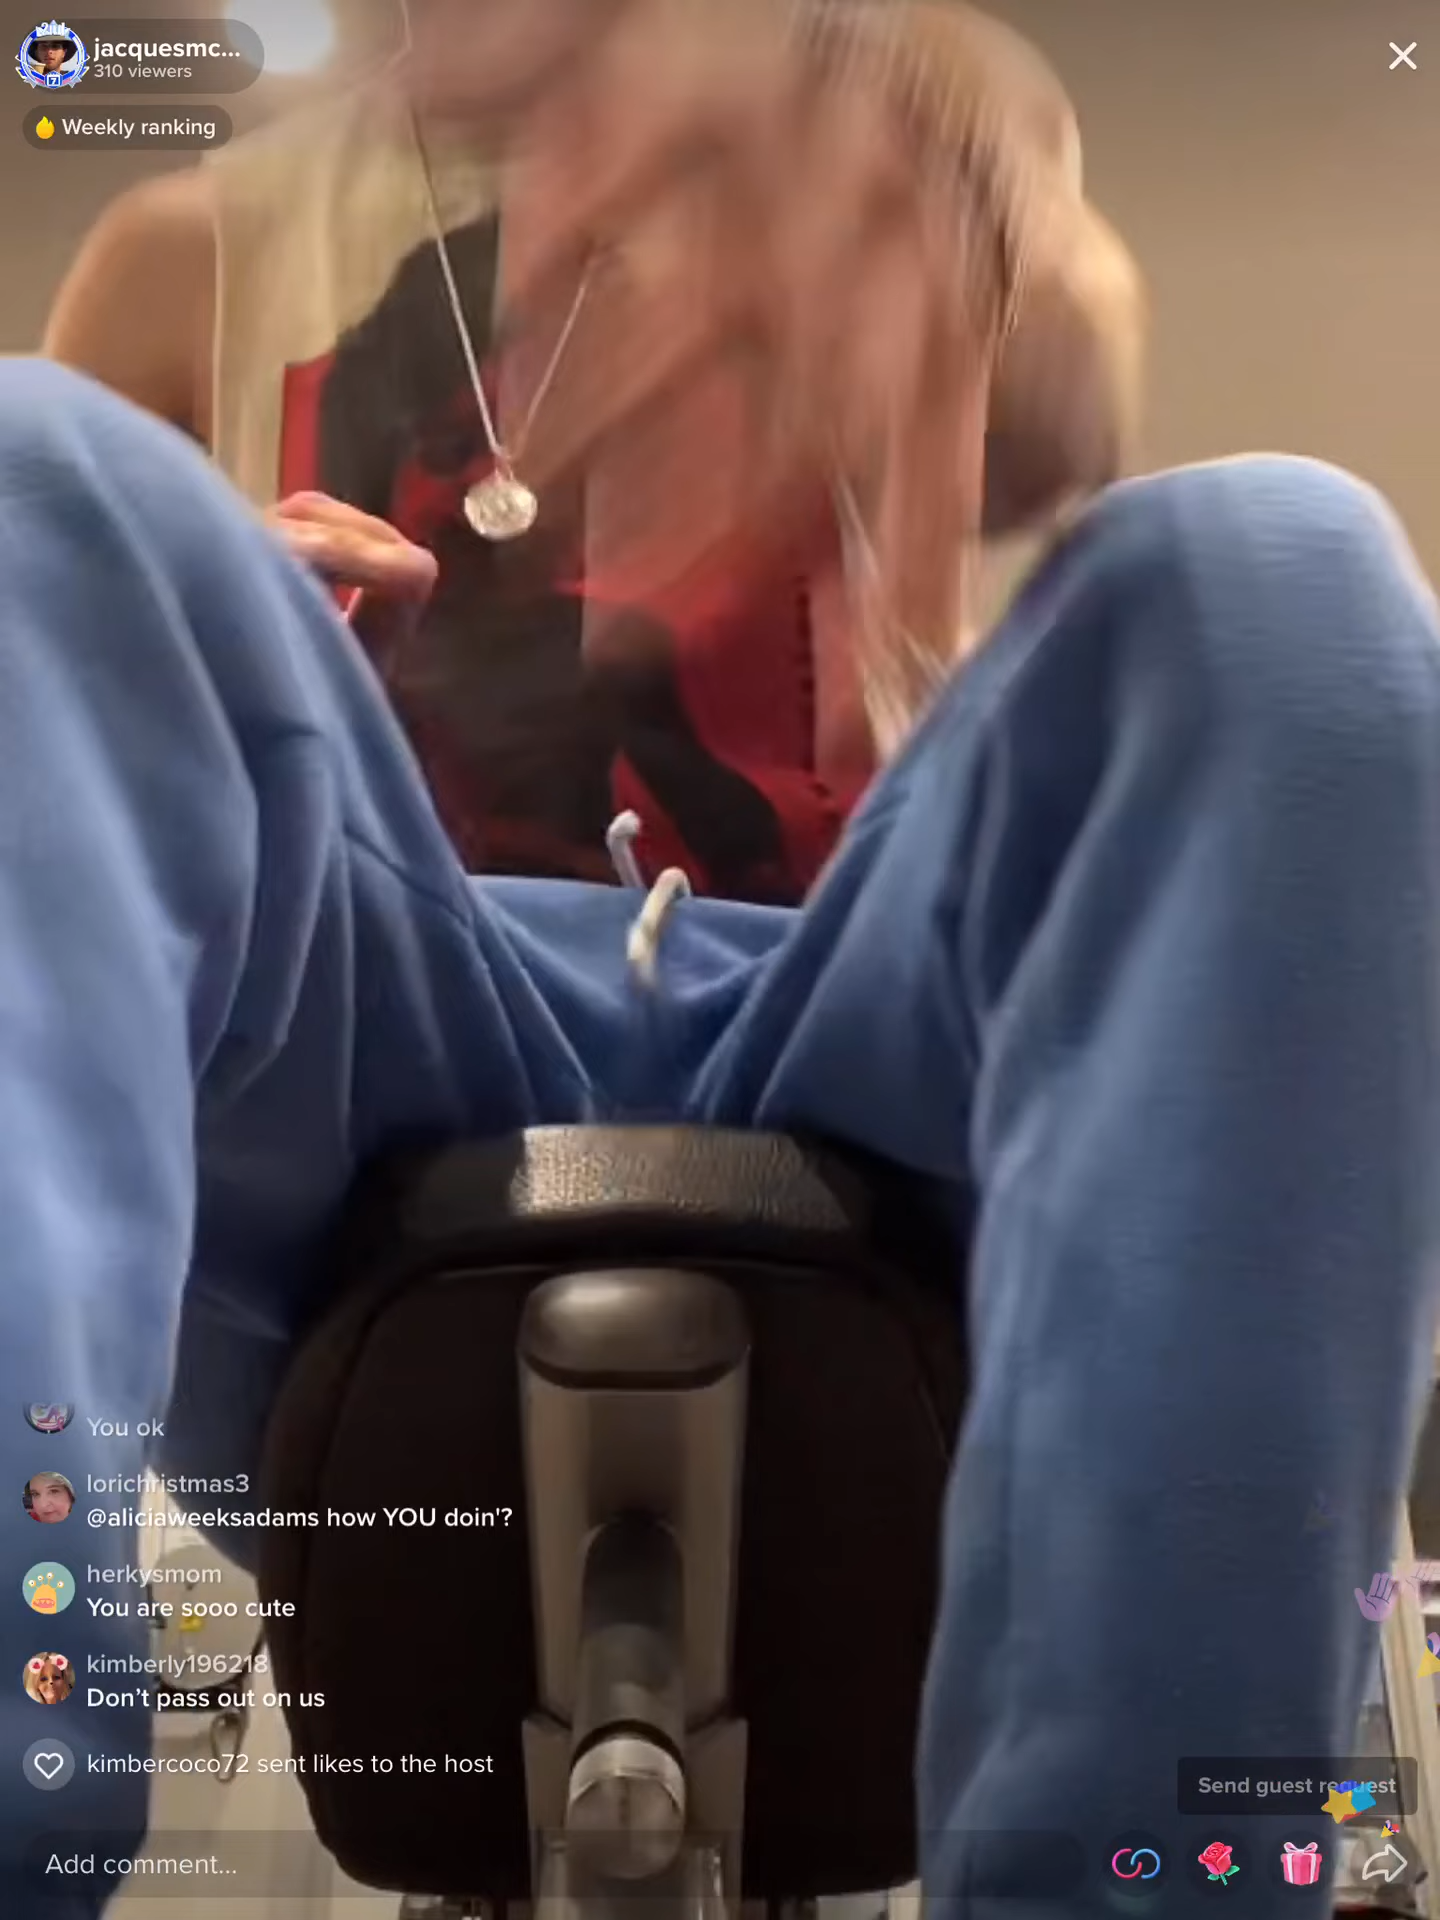 jacquesmc...
310 viewers
Weekly ranking
You ok
lorichristmas3
@aliciaweeksadams how YOU doin'?
herkysmom
You are sooo cute
kimberly196218
Don’t pass out on us
kimbercoco72 sent likes to the host
Send guest request
Add comment...